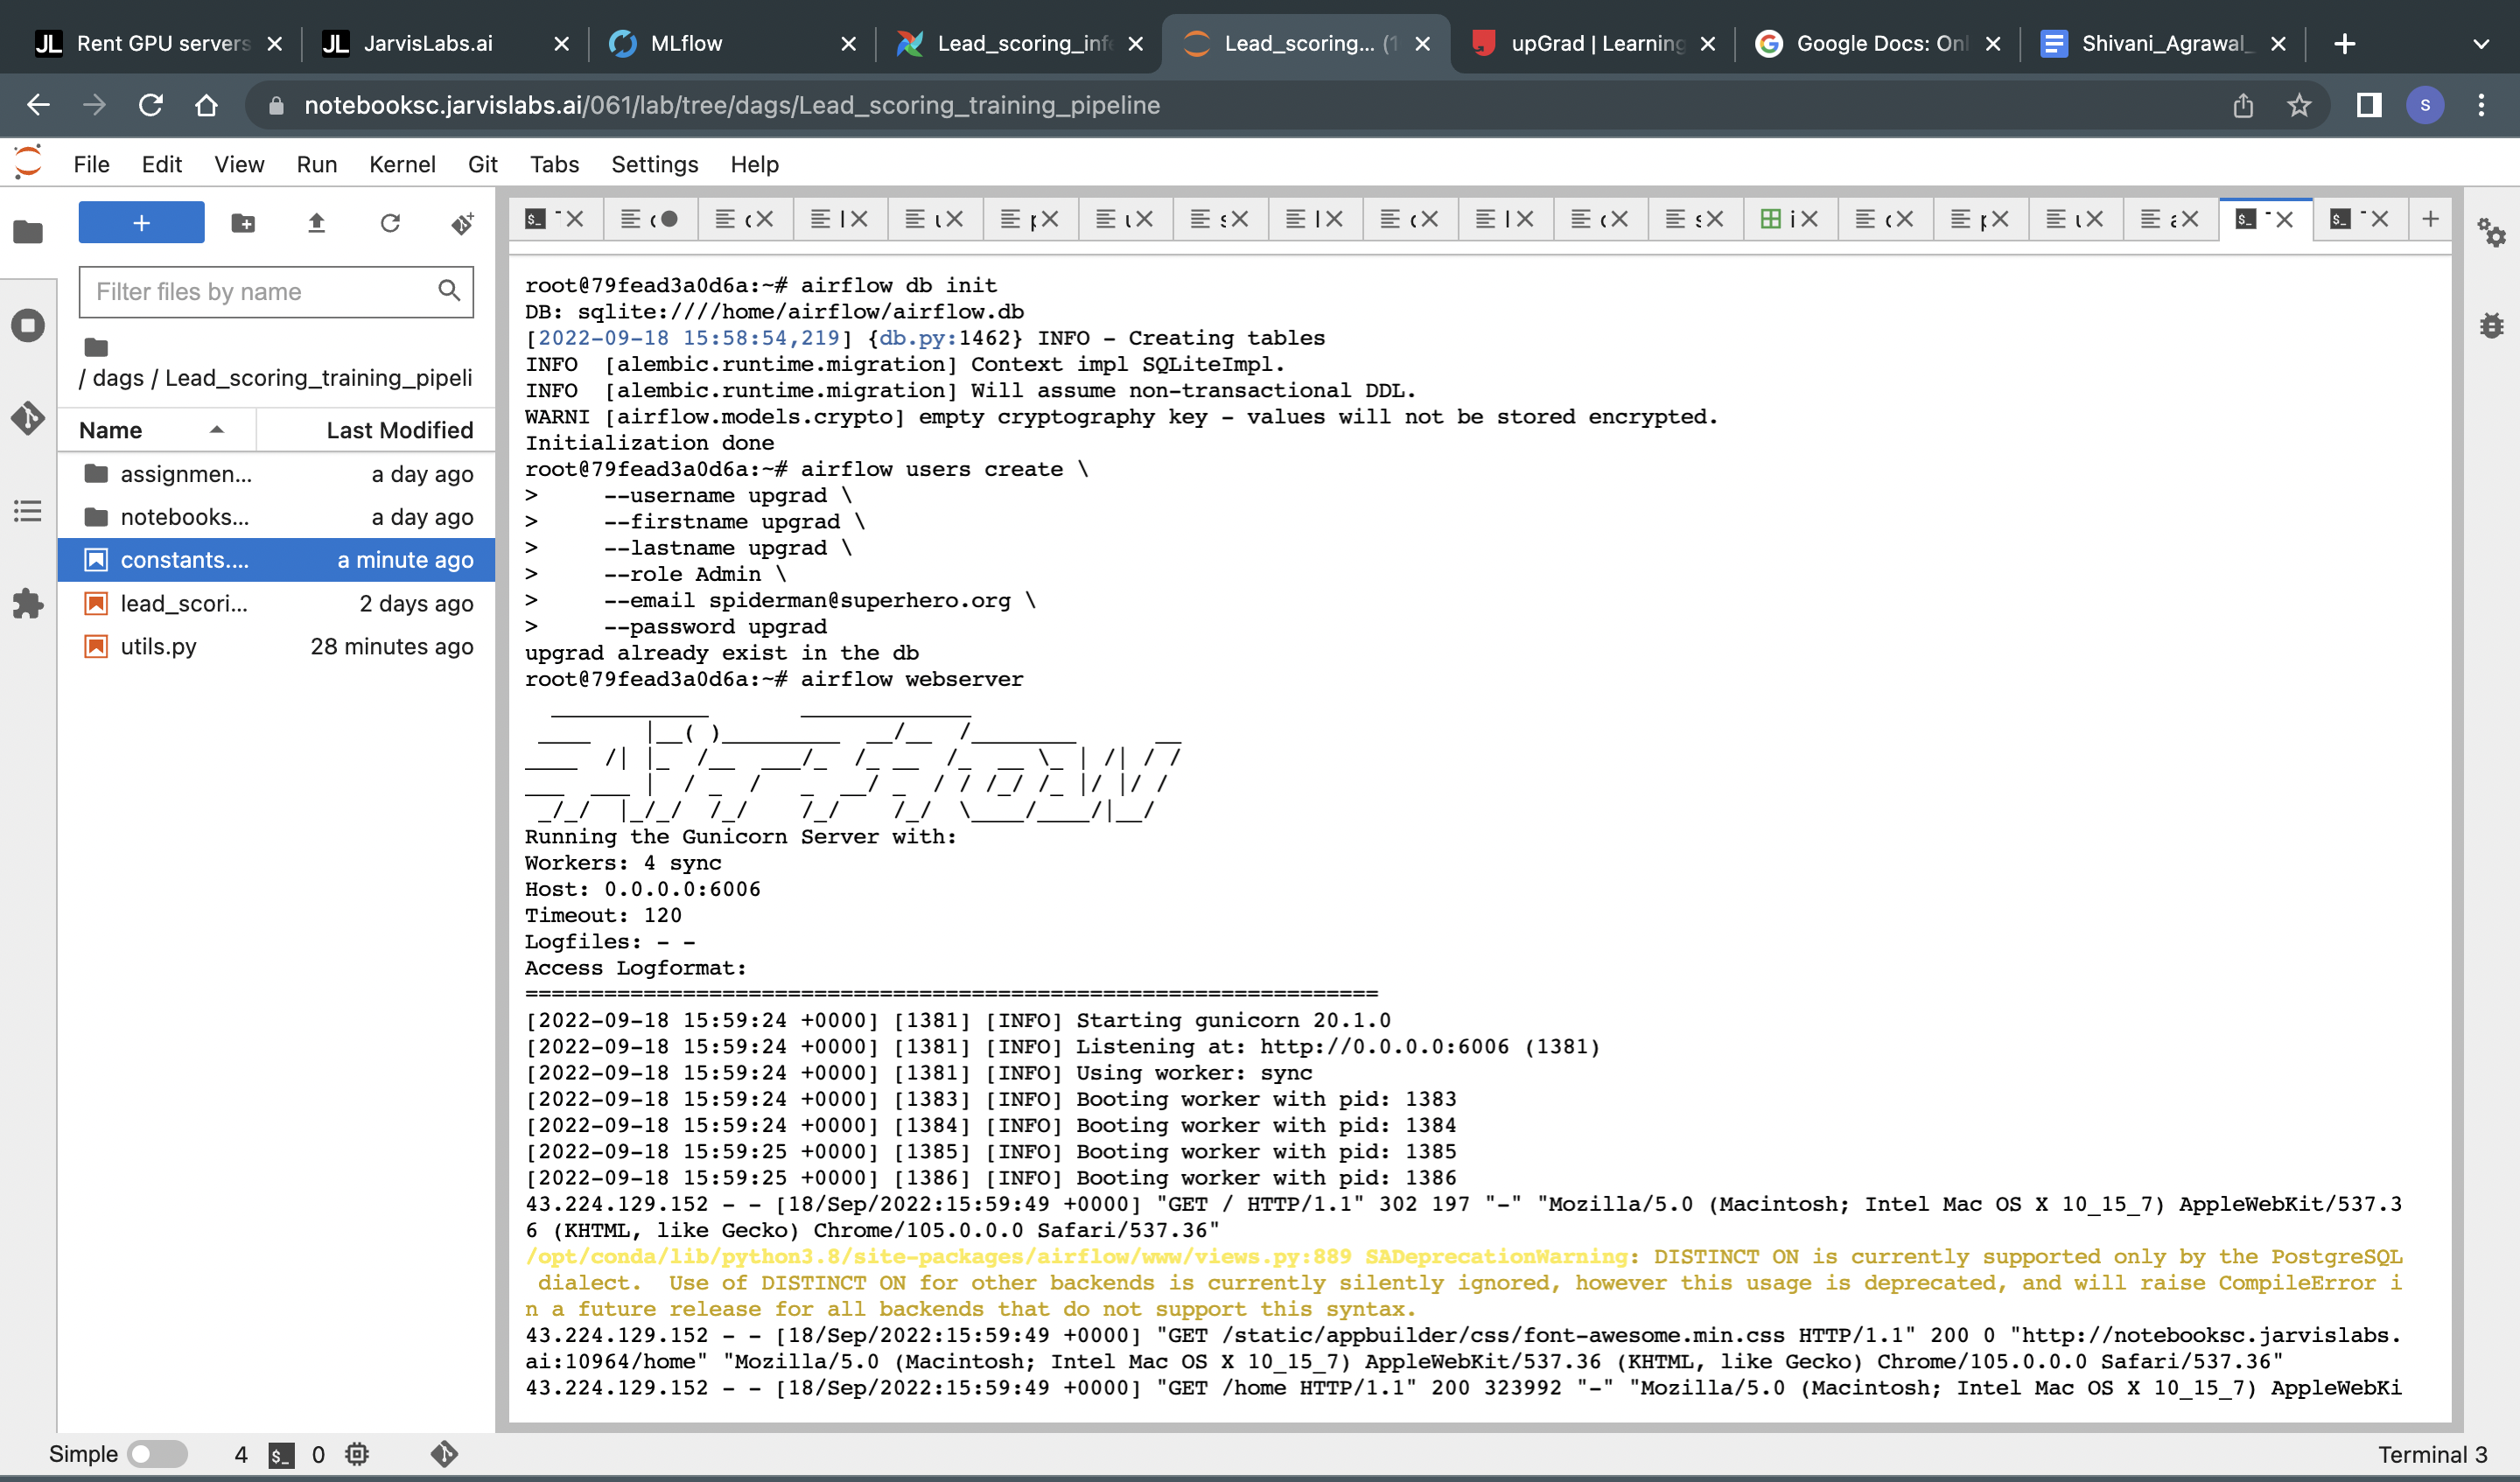 Rent GPU servers
JarvisLabs.ai
MLflow
Lead_scoring_inf
Lead_scoring... (1
upGrad | Learning
Google Docs: Onl
Shivani_Agrawal_
notebooksc.jarvislabs.ai/061/lab/tree/dags/Lead_scoring_training_pipeline
S
File Edit View Run Kernel Git Tabs Settings Help
Filter files by name
/ dags / Lead_scoring_training_pipeli
Name Last Modified
assignmen... a day ago
notebooks... a day ago
constants.... a minute ago
lead_scori... 2 days ago
utils.py 28 minutes ago
root@79fead3a0d6a:~# airflow db init
DB: sqlite:////home/airflow/airflow.db
[2022-09-18 15:58:54,219] {db.py:1462} INFO - Creating tables
INFO  [alembic.runtime.migration] Context impl SQLiteImpl.
INFO  [alembic.runtime.migration] Will assume non-transactional DDL.
WARNI [airflow.models.crypto] empty cryptography key - values will not be stored encrypted.
Initialization done
root@79fead3a0d6a:~# airflow users create \
>     --username upgrad \
>     --firstname upgrad \
>     --lastname upgrad \
>     --role Admin \
>     --email spiderman@superhero.org \
>     --password upgrad
upgrad already exist in the db
root@79fead3a0d6a:~# airflow webserver
Running the Gunicorn Server with:
Workers: 4 sync
Host: 0.0.0.0:6006
Timeout: 120
Logfiles: - -
Access Logformat:
=================================================================
[2022-09-18 15:59:24 +0000] [1381] [INFO] Starting gunicorn 20.1.0
[2022-09-18 15:59:24 +0000] [1381] [INFO] Listening at: http://0.0.0.0:6006 (1381)
[2022-09-18 15:59:24 +0000] [1381] [INFO] Using worker: sync
[2022-09-18 15:59:24 +0000] [1383] [INFO] Booting worker with pid: 1383
[2022-09-18 15:59:24 +0000] [1384] [INFO] Booting worker with pid: 1384
[2022-09-18 15:59:25 +0000] [1385] [INFO] Booting worker with pid: 1385
[2022-09-18 15:59:25 +0000] [1386] [INFO] Booting worker with pid: 1386
43.224.129.152 - - [18/Sep/2022:15:59:49 +0000] "GET / HTTP/1.1" 302 197 "-" "Mozilla/5.0 (Macintosh; Intel Mac OS X 10_15_7) AppleWebKit/537.3
6 (KHTML, like Gecko) Chrome/105.0.0.0 Safari/537.36"
/opt/conda/lib/python3.8/site-packages/airflow/www/views.py:889 SADeprecationWarning: DISTINCT ON is currently supported only by the PostgreSQL
dialect.  Use of DISTINCT ON for other backends is currently silently ignored, however this usage is deprecated, and will raise CompileError i
n a future release for all backends that do not support this syntax.
43.224.129.152 - - [18/Sep/2022:15:59:49 +0000] "GET /static/appbuilder/css/font-awesome.min.css HTTP/1.1" 200 0 "http://notebooksc.jarvislabs.
ai:10964/home" "Mozilla/5.0 (Macintosh; Intel Mac OS X 10_15_7) AppleWebKit/537.36 (KHTML, like Gecko) Chrome/105.0.0.0 Safari/537.36"
43.224.129.152 - - [18/Sep/2022:15:59:49 +0000] "GET /home HTTP/1.1" 200 323992 "-" "Mozilla/5.0 (Macintosh; Intel Mac OS X 10_15_7) AppleWebKi
Simple 4 0 Terminal 3